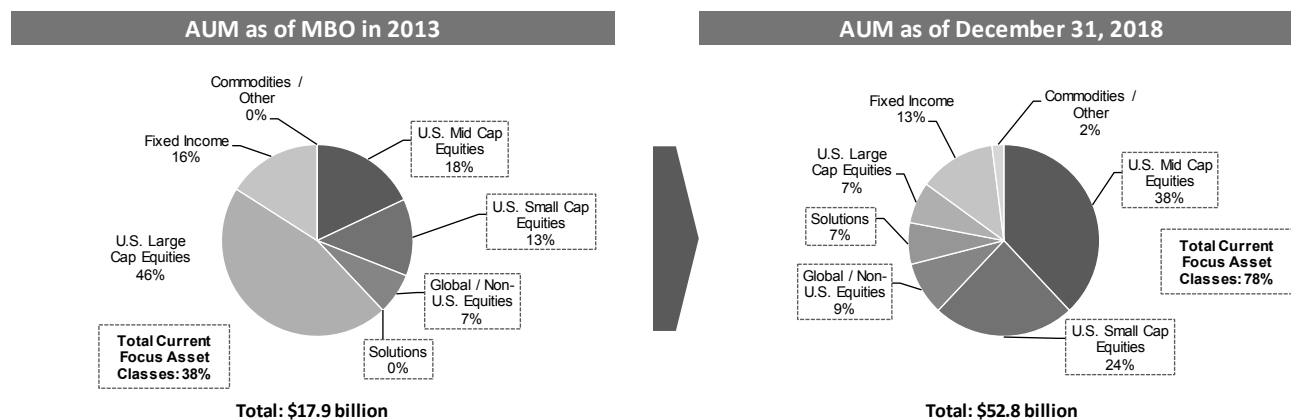 AUM as of MBO in 2013
Commodities /
Other
0%
Fixed Income
16%
U.S. Mid Cap
Equities
18%
U.S. Small Cap
Equities
13%
U.S. Large
Cap Equities
46%
Global / Non-
U.S. Equities
7%
Solutions
0%
Total Current
Focus Asset
Classes: 38%
Total: $17.9 billion
AUM as of December 31, 2018
Fixed Income
13%
Commodities /
Other
2%
U.S. Large
Cap Equities
7%
U.S. Mid Cap
Equities
38%
Solutions
7%
Total Current
Focus Asset
Classes: 78%
Global / Non-
U.S. Equities
9%
U.S. Small Cap
Equities
24%
Total: $52.8 billion